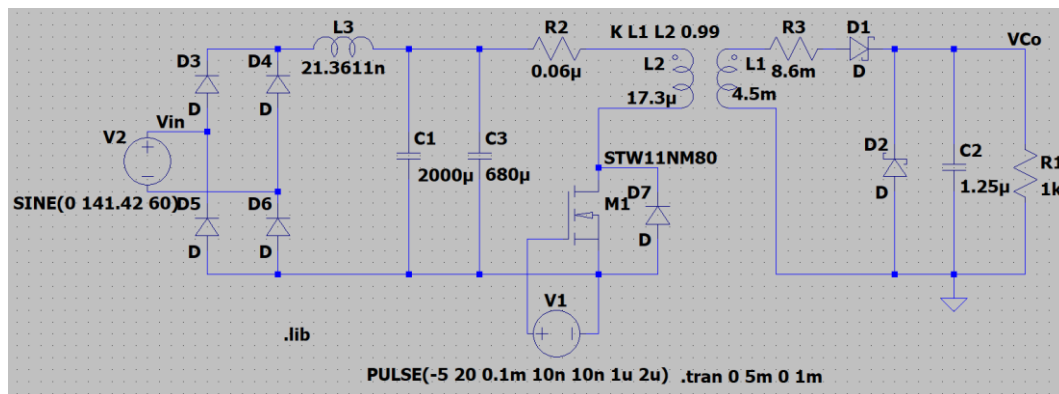 L3
21.3611n
D3
D
D4
D
V2
Vin
SINE(0 141.42 60)
D5
D
D6
D
C1
2000µ
C3
680µ
R2
0.06µ
K L1 L2 0.99
L2
17.3µ
L1
4.5m
R3
8.6m
D1
D
VCo
STW11NM80
M1
D7
D
D2
D
C2
1.25µ
R1
1k
V1
.lib
PULSE(-5 20 0.1m 10n 10n 1u 2u)
.tran 0 5m 0 1m